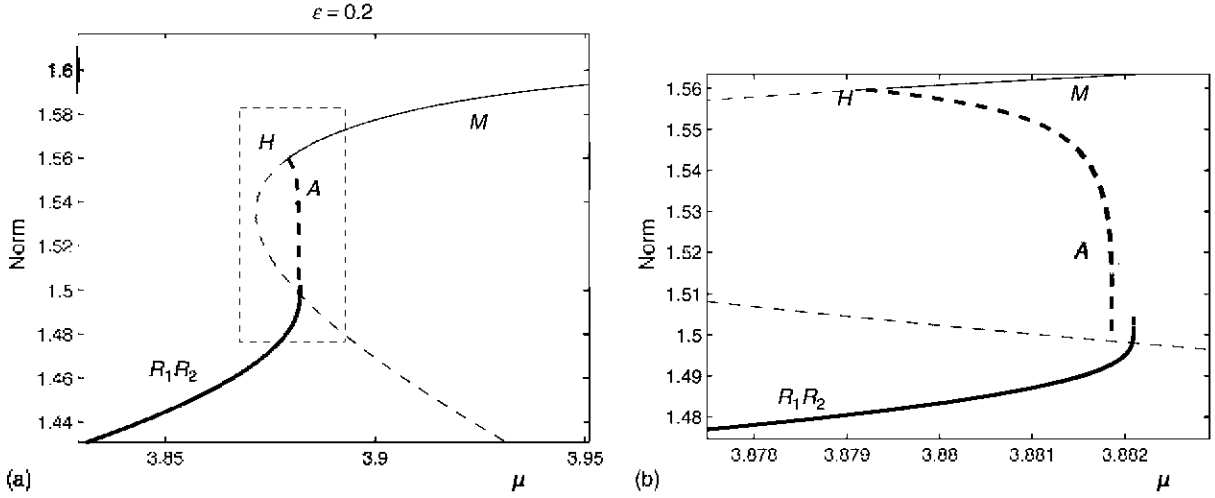 ε = 0.2
1.6
1.58
1.56
1.54
1.52
1.5
1.48
1.46
1.44
Norm
H
M
A
R1R2
3.85
3.9
3.95
μ
(a)
1.56
1.55
1.54
1.53
1.52
1.51
1.5
1.49
1.48
Norm
H
M
A
R1R2
3.878
3.879
3.88
3.881
3.882
μ
(b)